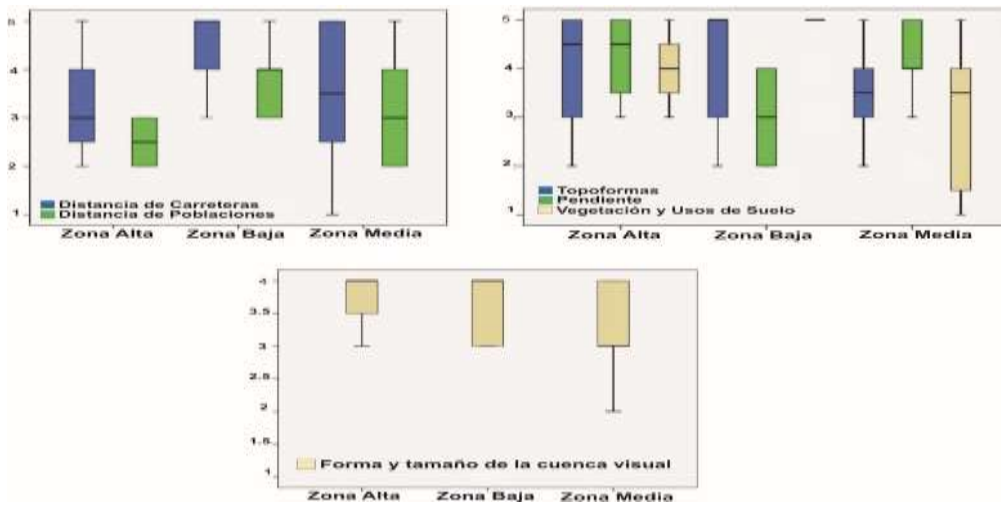 5
4
3
2
1
Distancia de Carreteras
Distancia de Poblaciones
Zona Alta Zona Baja Zona Media
5
4
3
2
1
Topoformas
Pendiente
Vegetación y Usos de Suelo
Zona Alta Zona Baja Zona Media
4
3.5
3
2.5
2
1.5
1
Forma y tamaño de la cuenca visual
Zona Alta Zona Baja Zona Media